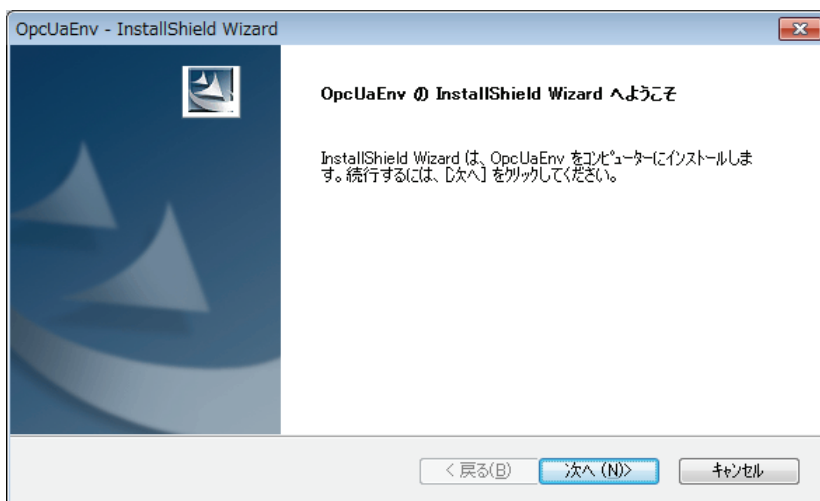 OpcUaEnv - InstallShield Wizard
OpcUaEnv の InstallShield Wizard へようこそ
InstallShield Wizard は、OpcUaEnv をコンピューターにインストールしま
す。続行するには、[次へ] をクリックしてください。
< 戻る(B)
次へ (N)>
キャンセル